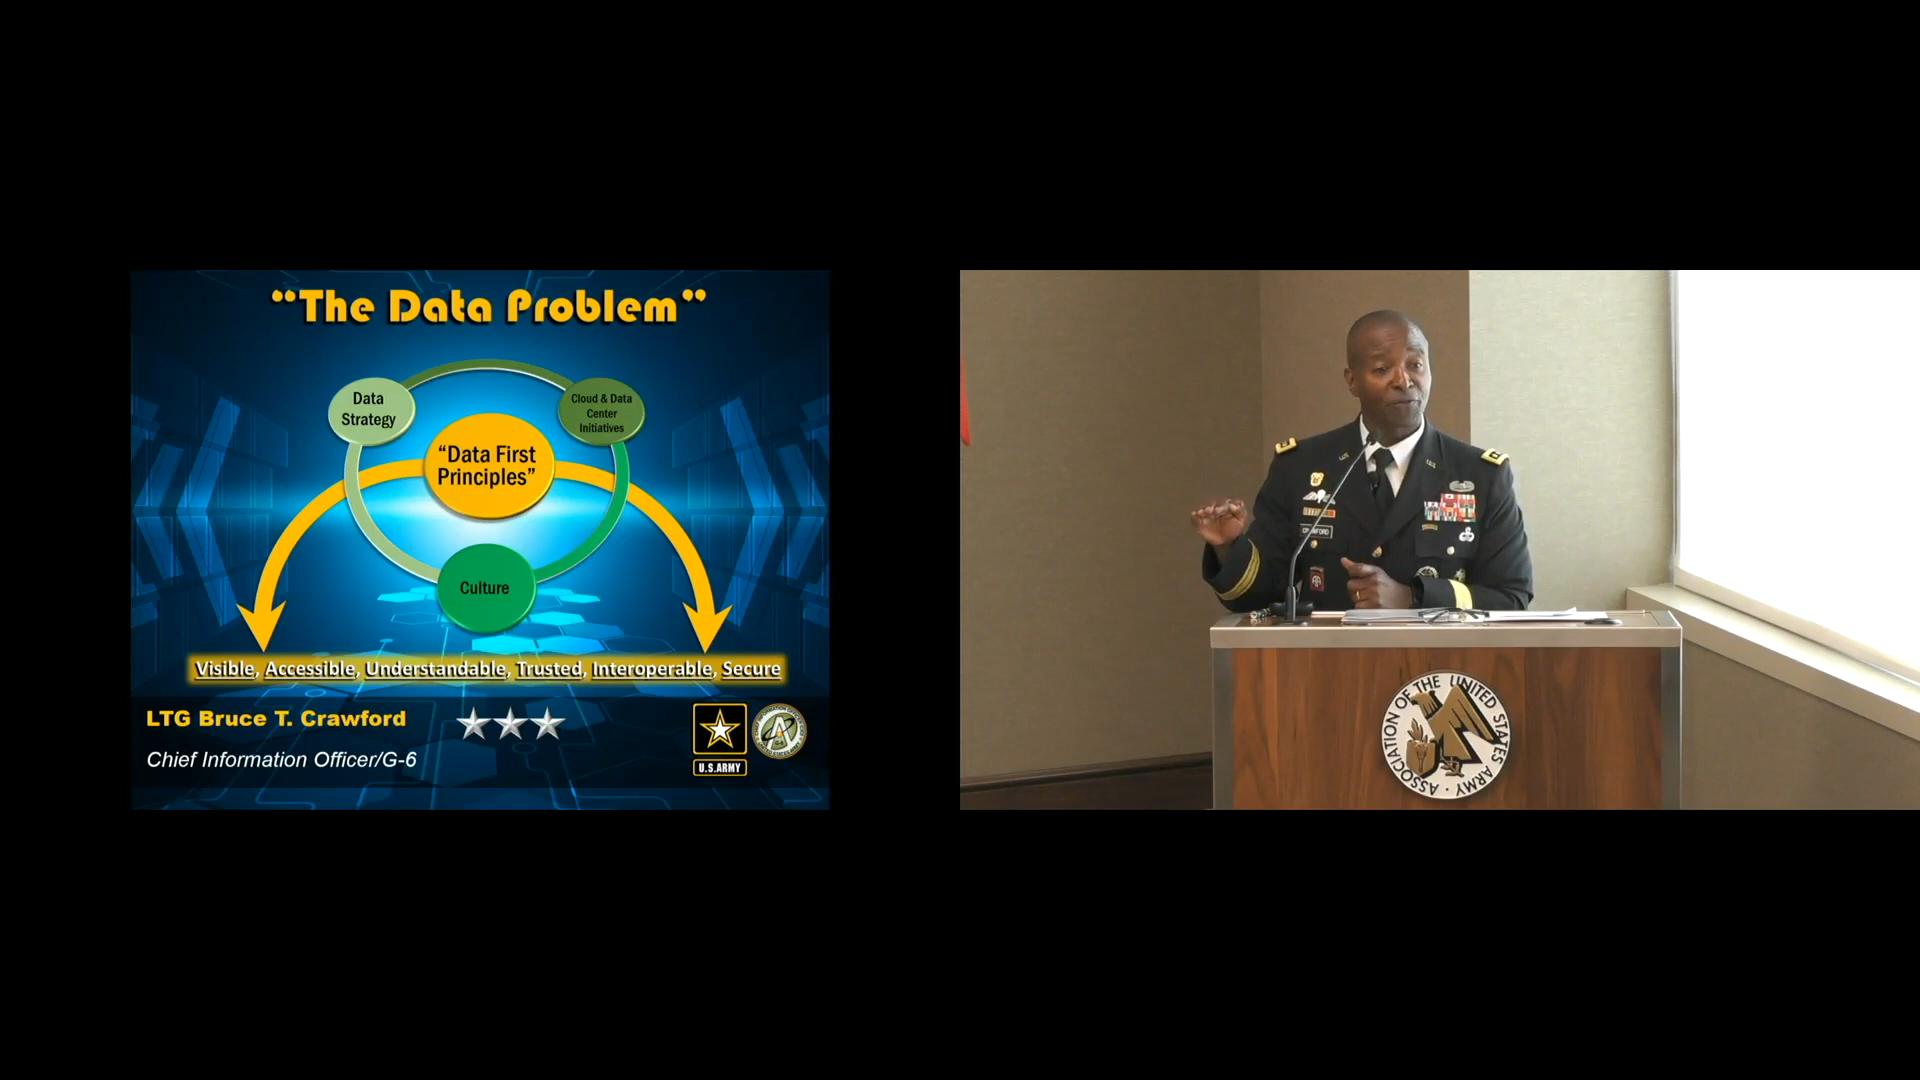 “The Data Problem”
Data
Strategy
Cloud & Data
Center
Initiatives
“Data First
Principles”
Culture
Visible, Accessible, Understandable, Trusted, Interoperable, Secure
LTG Bruce T. Crawford
Chief Information Officer/G-6
U.S.ARMY
CRAWFORD
ASSOCIATION OF THE UNITED STATES ARMY